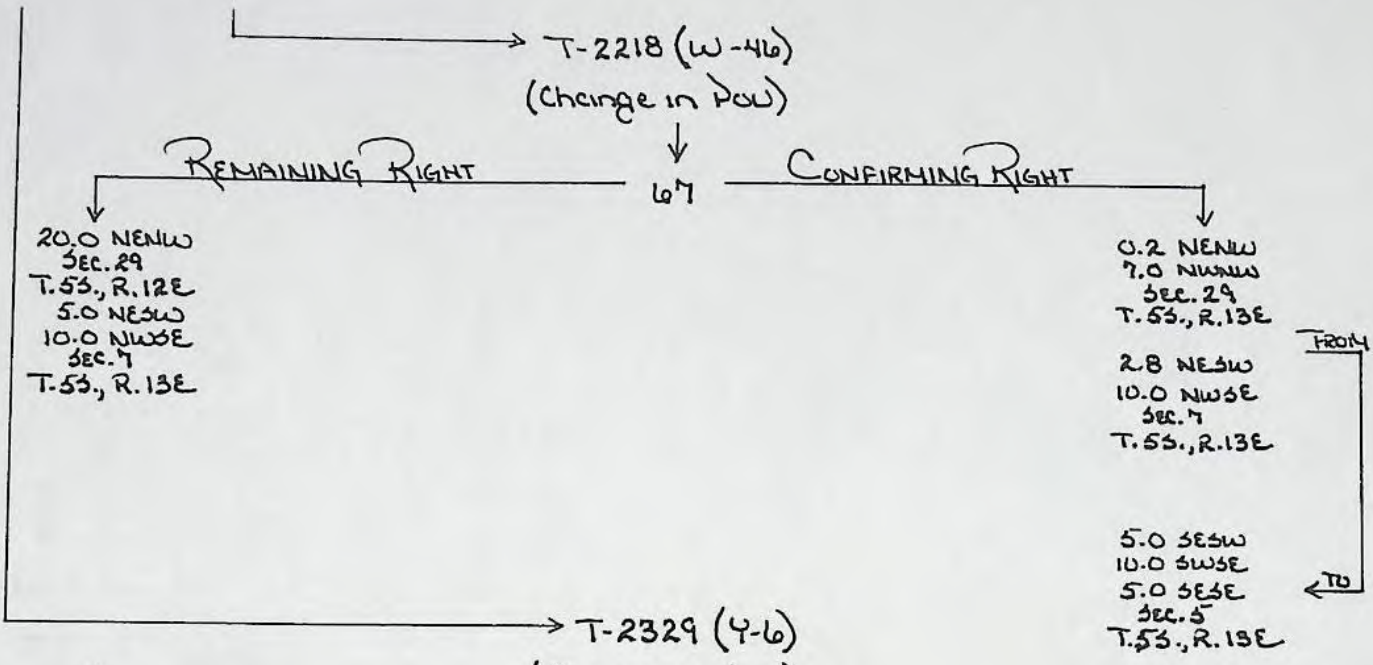 T-2218 (W-46)
(Change in POU)
REMAINING RIGHT
67
CONFIRMING RIGHT
20.0 NENW
SEC. 29
T.5S., R.12E
5.0 NESW
10.0 NWSE
SEC. 7
T.5S., R.13E
0.2 NENW
7.0 NWNW
SEC. 29
T.5S., R.13E
FROM
2.8 NESW
10.0 NWSE
SEC. 7
T.5S., R.13E
5.0 SESW
10.0 SWSE
5.0 SESE
SEC. 5
T.5S., R.13E
TO
T-2329 (Y-6)